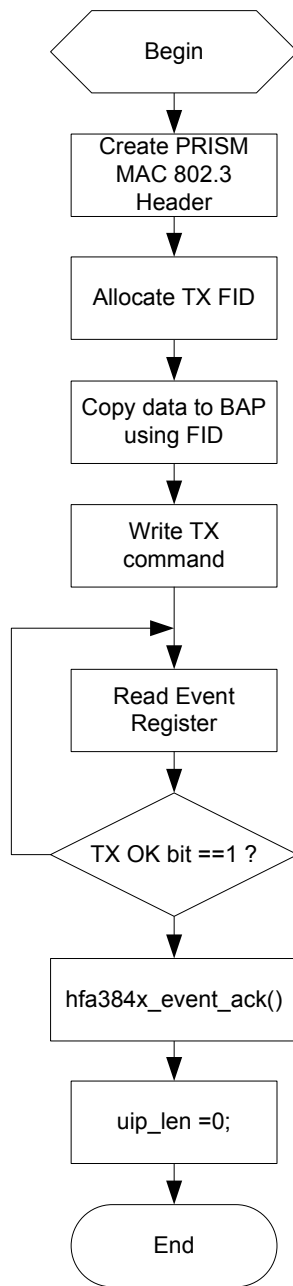 Begin
Create PRISM
MAC 802.3
Header
Allocate TX FID
Copy data to BAP
using FID
Write TX
command
Read Event
Register
TX OK bit ==1 ?
hfa384x_event_ack()
uip_len =0;
End